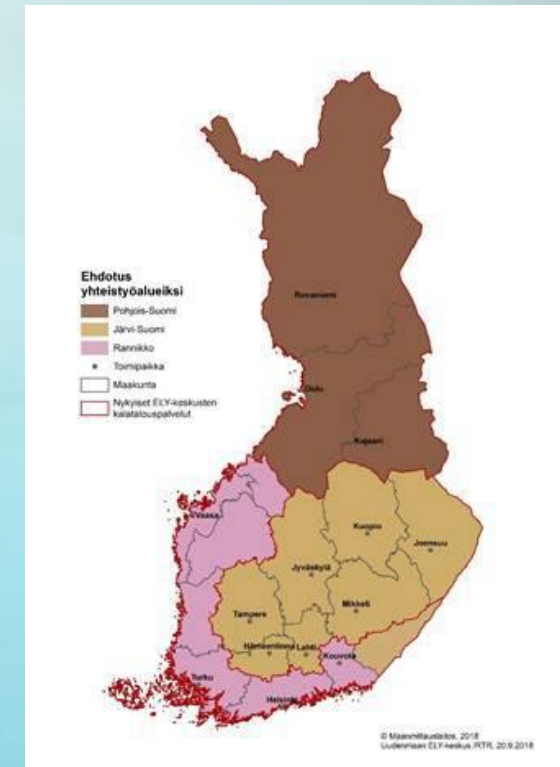 Ehdotus
yhteistyöalueiksi
Pohjois-Suomi
Järvi-Suomi
Rannikko
Toimipaikka
Maakunta
Nykyiset ELY-keskusten
kalatalouspalvelut
Rovaniemi
Oulu
Kajaani
Vaasa
Kuopio
Joensuu
Jyväskylä
Mikkeli
Tampere
Hämeenlinna
Lahti
Kouvola
Turku
Helsinki
© Maanmittauslaitos, 2018
Uudenmaan ELY-keskus /RTR, 20.9.2018